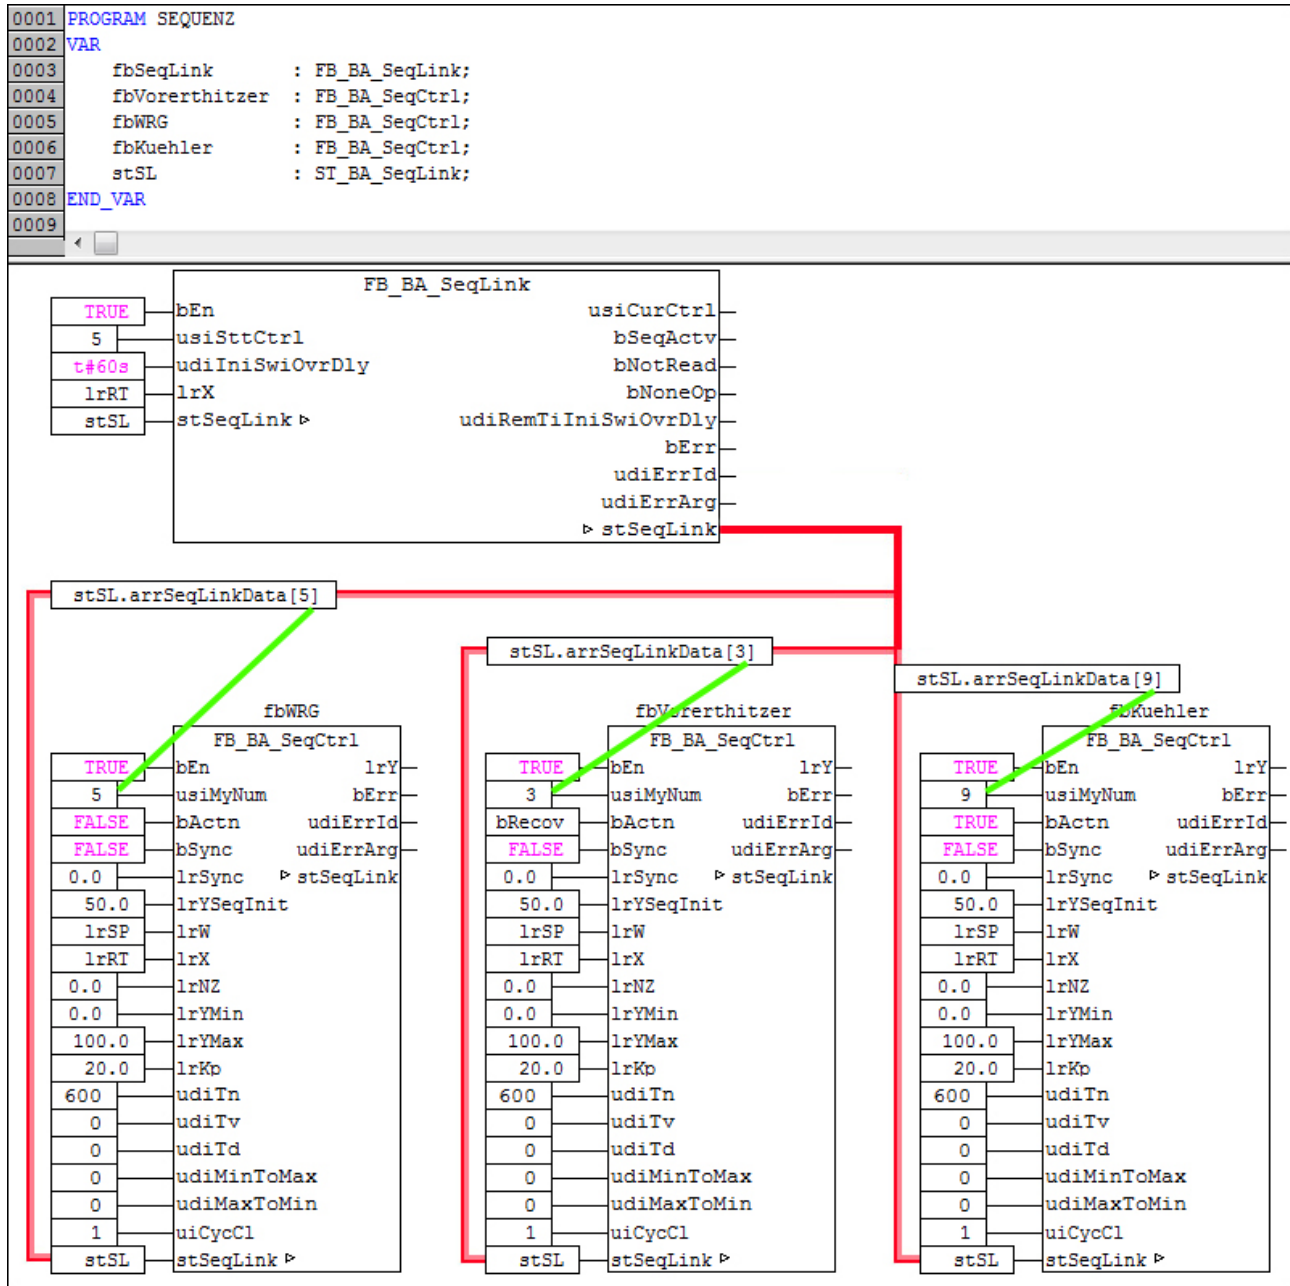 0001 PROGRAM SEQUENZ
0002 VAR
0003 fbSeqLink : FB_BA_SeqLink;
0004 fbVorerthitzer : FB_BA_SeqCtrl;
0005 fbWRG : FB_BA_SeqCtrl;
0006 fbKuehler : FB_BA_SeqCtrl;
0007 stSL : ST_BA_SeqLink;
0008 END_VAR
0009
FB_BA_SeqLink
TRUE bEn usiCurCtrl
5 usiSttCtrl bSeqActv
t#60s udiIniSwiOvrDly bNotRead
lrRT lrX bNoneOp
stSL stSeqLink udiRemTiIniSwiOvrDly
bErr
udiErrId
udiErrArg
stSeqLink
stSL.arrSeqLinkData[5]
stSL.arrSeqLinkData[3]
stSL.arrSeqLinkData[9]
fbWRG
FB_BA_SeqCtrl
TRUE bEn lrY
5 usiMyNum bErr
FALSE bActn udiErrId
FALSE bSync udiErrArg
0.0 lrSync stSeqLink
50.0 lrYSeqInit
lrSP lrW
lrRT lrX
0.0 lrNZ
0.0 lrYMin
100.0 lrYMax
20.0 lrKp
600 udiTn
0 udiTv
0 udiTd
0 udiMinToMax
0 udiMaxToMin
1 uiCycCl
stSL stSeqLink
fbVorerthitzer
FB_BA_SeqCtrl
TRUE bEn lrY
3 usiMyNum bErr
bRecov bActn udiErrId
FALSE bSync udiErrArg
0.0 lrSync stSeqLink
50.0 lrYSeqInit
lrSP lrW
lrRT lrX
0.0 lrNZ
0.0 lrYMin
100.0 lrYMax
20.0 lrKp
600 udiTn
0 udiTv
0 udiTd
0 udiMinToMax
0 udiMaxToMin
1 uiCycCl
stSL stSeqLink
fbKuehler
FB_BA_SeqCtrl
TRUE bEn lrY
9 usiMyNum bErr
TRUE bActn udiErrId
FALSE bSync udiErrArg
0.0 lrSync stSeqLink
50.0 lrYSeqInit
lrSP lrW
lrRT lrX
0.0 lrNZ
0.0 lrYMin
100.0 lrYMax
20.0 lrKp
600 udiTn
0 udiTv
0 udiTd
0 udiMinToMax
0 udiMaxToMin
1 uiCycCl
stSL stSeqLink